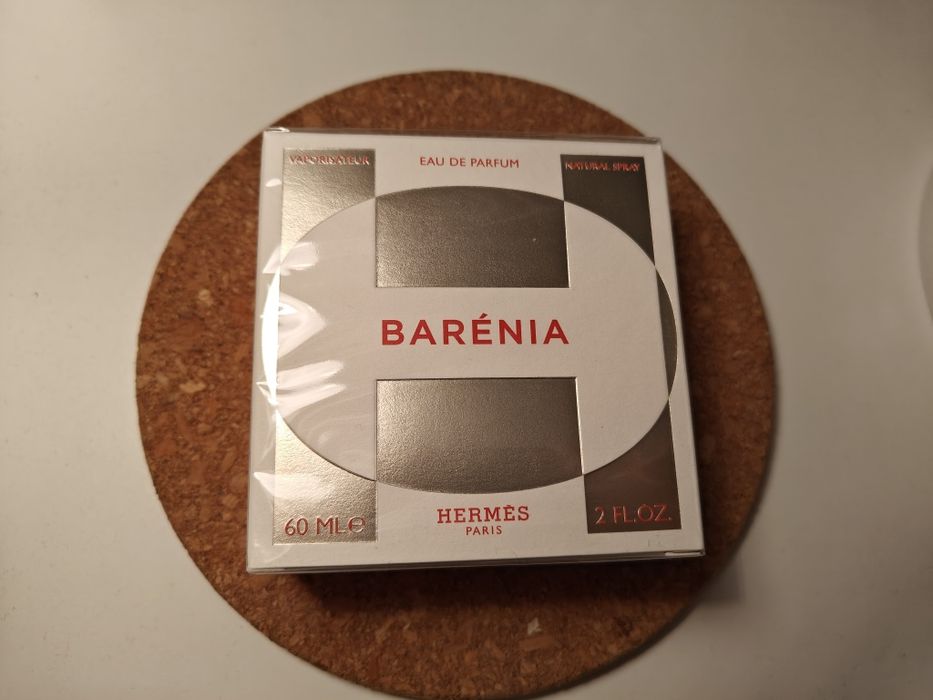 VAPORISATEUR
EAU DE PARFUM
NATURAL SPRAY
BARÉNIA
60 ML℮
HERMÈS
PARIS
2 FL.OZ.